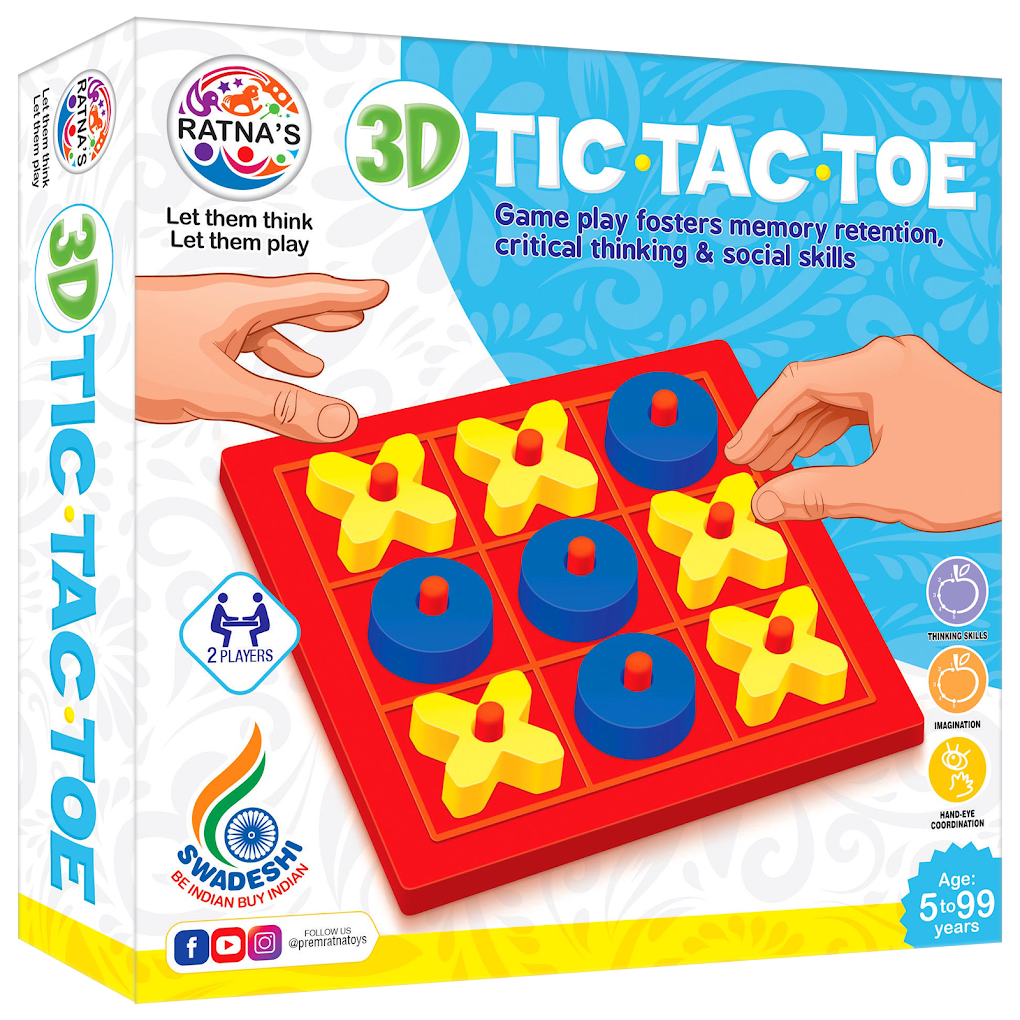 Let them think
Let them play
RATNA'S
3D TIC·TAC·TOE
RATNA'S
Let them think
Let them play
3D TIC·TAC·TOE
Game play fosters memory retention,
critical thinking & social skills
2 PLAYERS
THINKING SKILLS
IMAGINATION
HAND-EYE
COORDINATION
SWADESHI
BE INDIAN BUY INDIAN
FOLLOW US
@premratnatoys
Age:
5 to 99
years